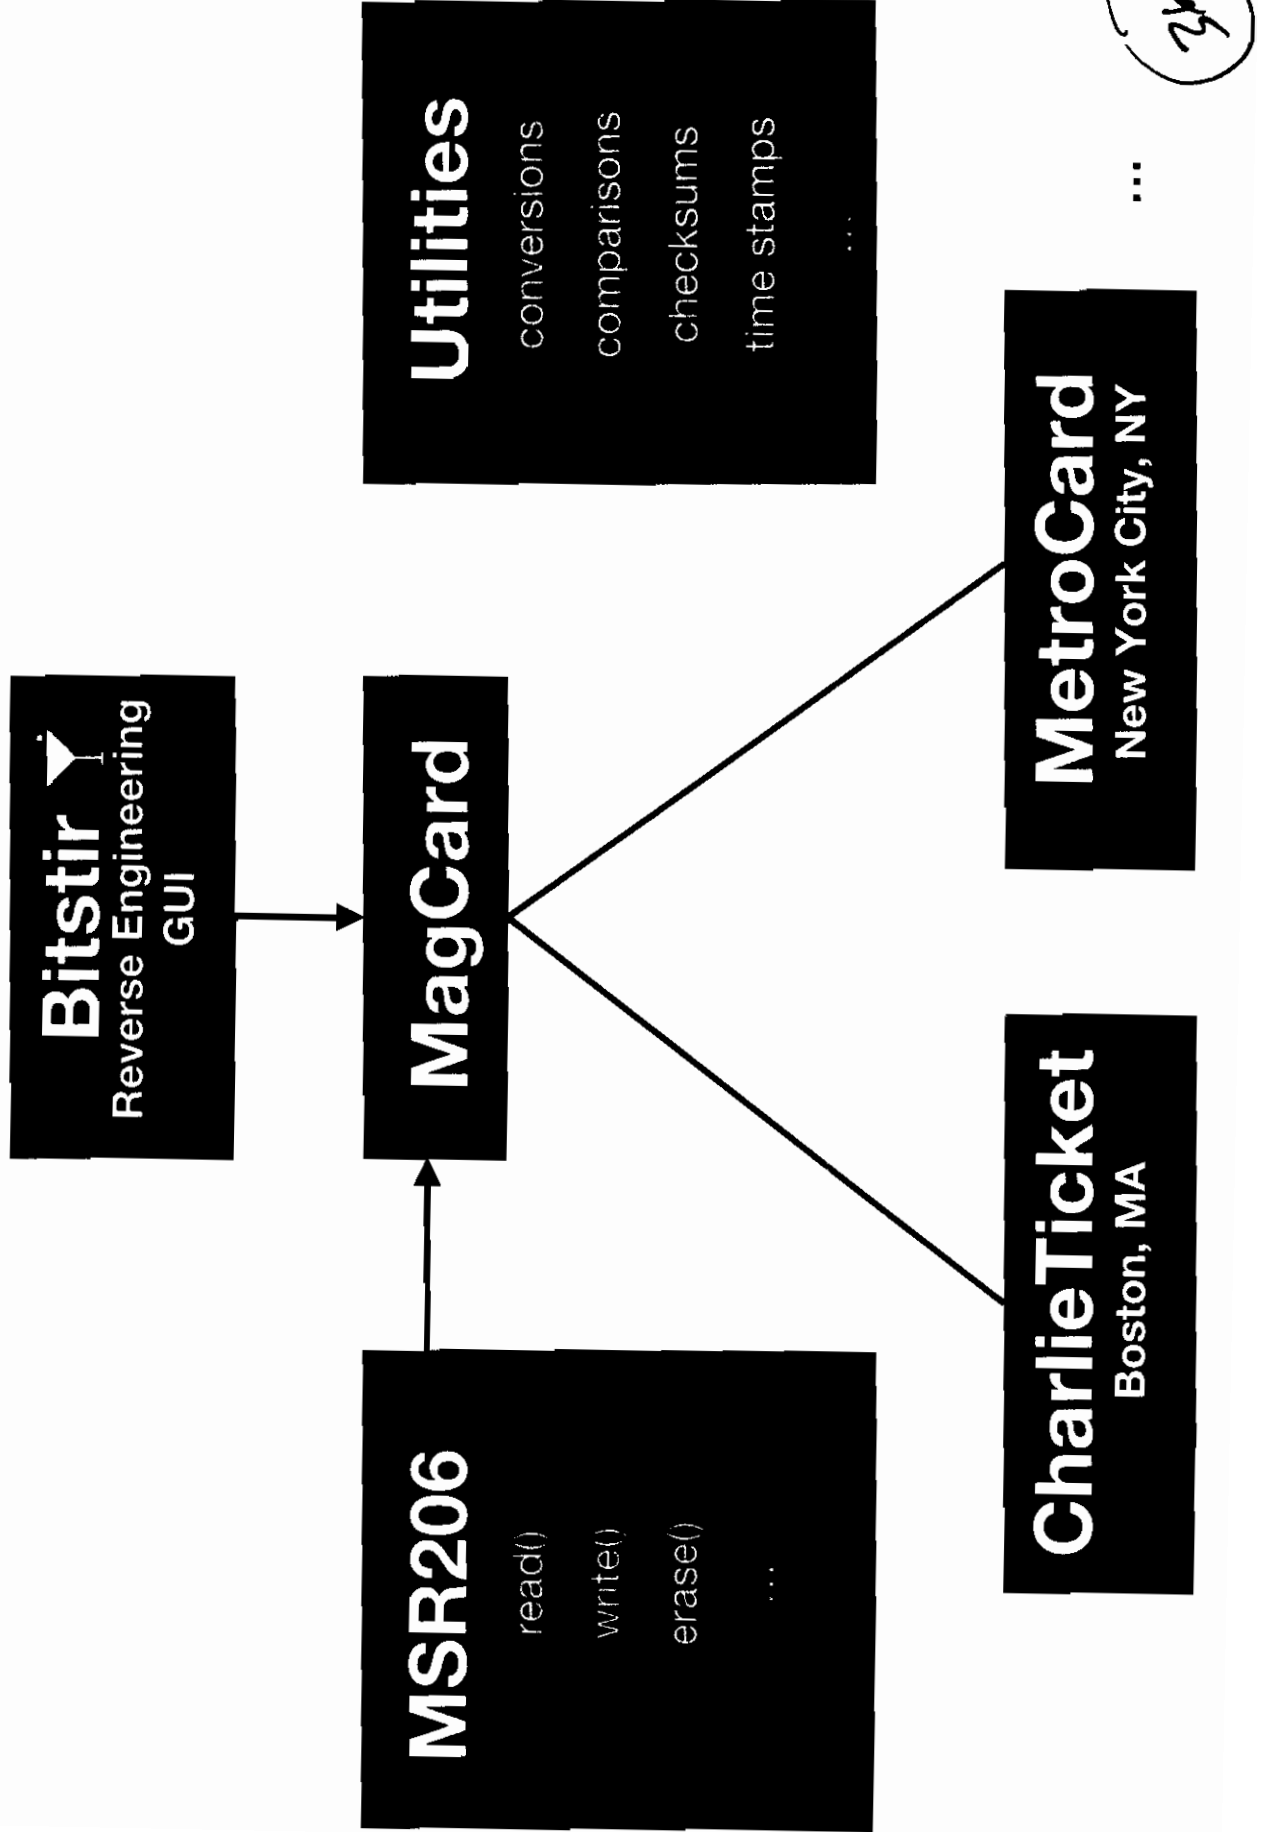 Bitstir
Reverse Engineering
GUI
MSR206
read()
write()
erase()
...
MagCard
Utilities
conversions
comparisons
checksums
time stamps
...
CharlieTicket
Boston, MA
MetroCard
New York City, NY
...